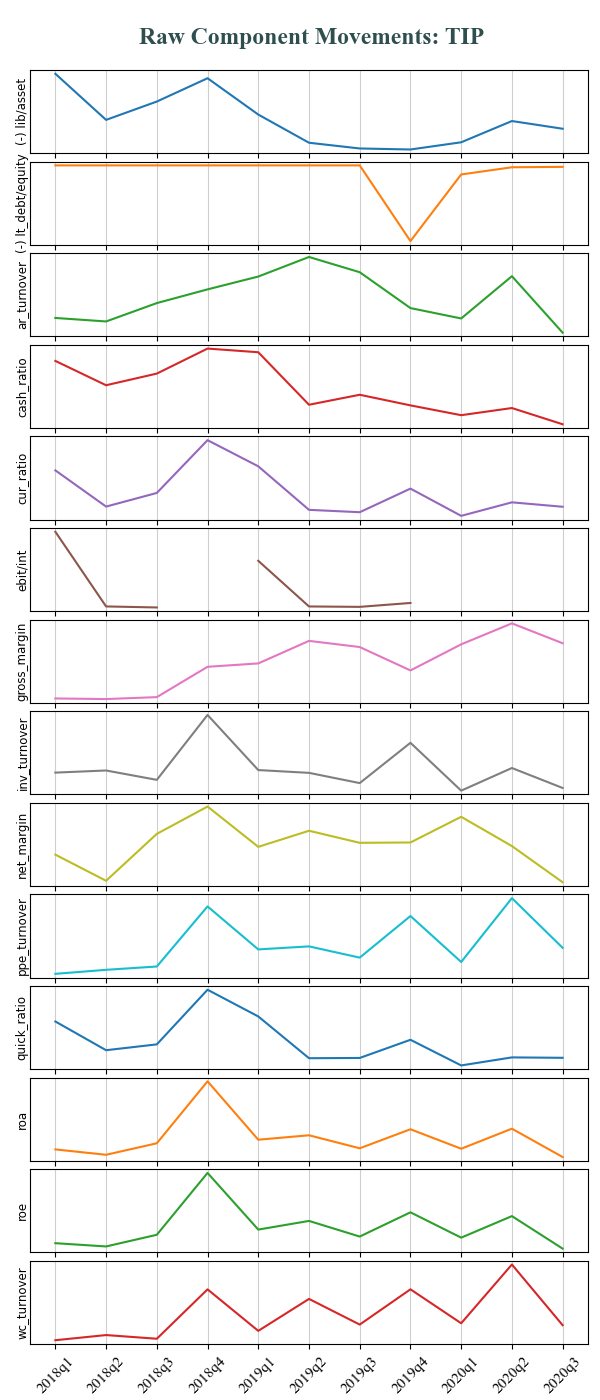 Raw Component Movements: TIP
(-) lib/asset
(-) lt_debt/equity
ar_turnover
cash_ratio
cur_ratio
ebit/int
gross_margin
inv_turnover
net_margin
ppe_turnover
quick_ratio
roa
roe
wc_turnover
2018q1 2018q2 2018q3 2018q4 2019q1 2019q2 2019q3 2019q4 2020q1 2020q2 2020q3